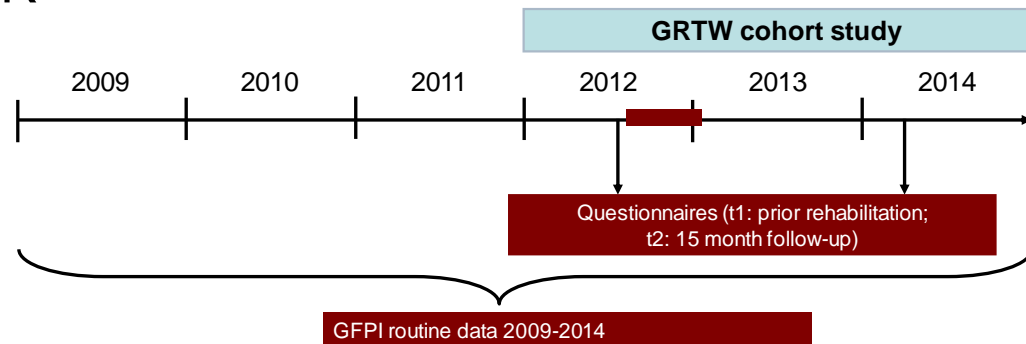 GRTW cohort study
2009 2010 2011 2012 2013 2014
Questionnaires (t1: prior rehabilitation;
t2: 15 month follow-up)
GFPI routine data 2009-2014